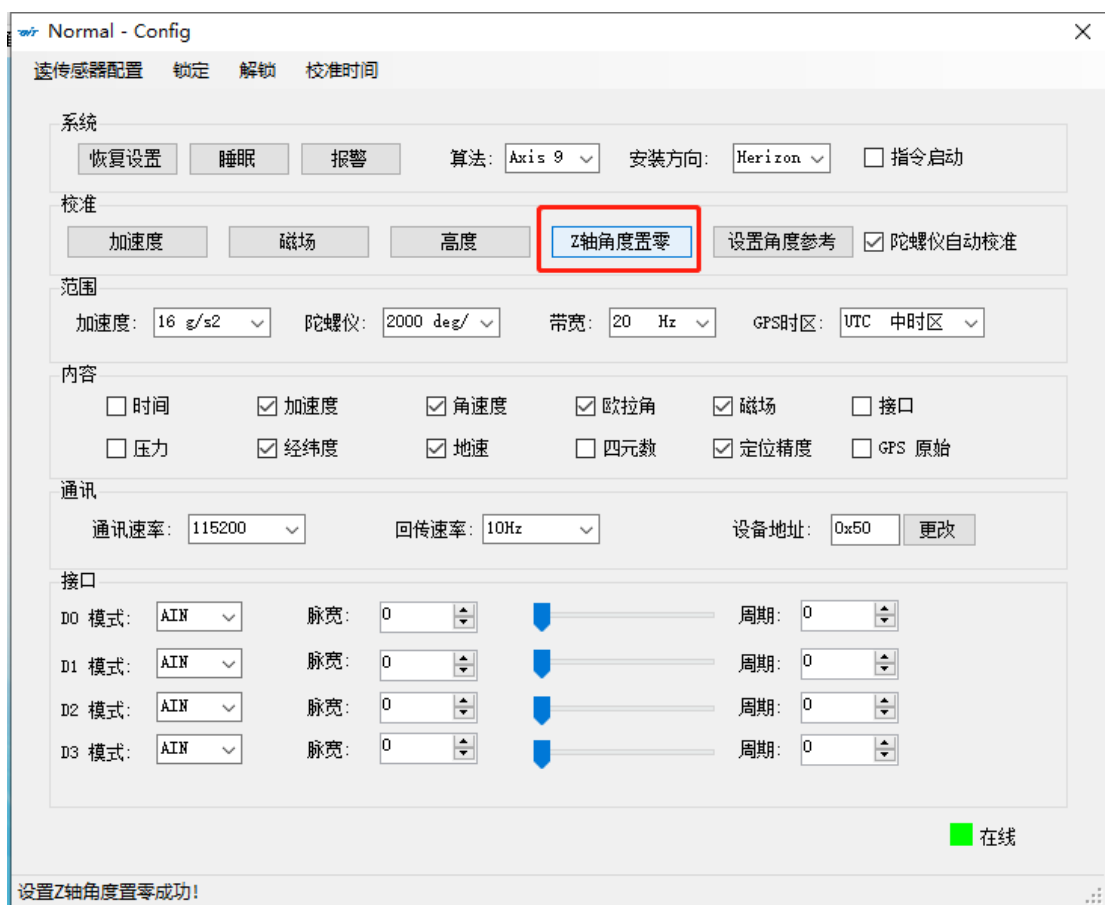 Normal - Config
读传感器配置 锁定 解锁 校准时间
系统
恢复设置 睡眠 报警 算法: Axis 9 安装方向: Herizon 指令启动
校准
加速度 磁场 高度 Z轴角度置零 设置角度参考 陀螺仪自动校准
范围
加速度: 16 g/s2 陀螺仪: 2000 deg/ 带宽: 20 Hz GPS时区: UTC 中时区
内容
时间 加速度 角速度 欧拉角 磁场 接口
压力 经纬度 地速 四元数 定位精度 GPS 原始
通讯
通讯速率: 115200 回传速率: 10Hz 设备地址: 0x50 更改
接口
D0 模式: AIN 脉宽: 0 周期: 0
D1 模式: AIN 脉宽: 0 周期: 0
D2 模式: AIN 脉宽: 0 周期: 0
D3 模式: AIN 脉宽: 0 周期: 0
在线
设置Z轴角度置零成功!